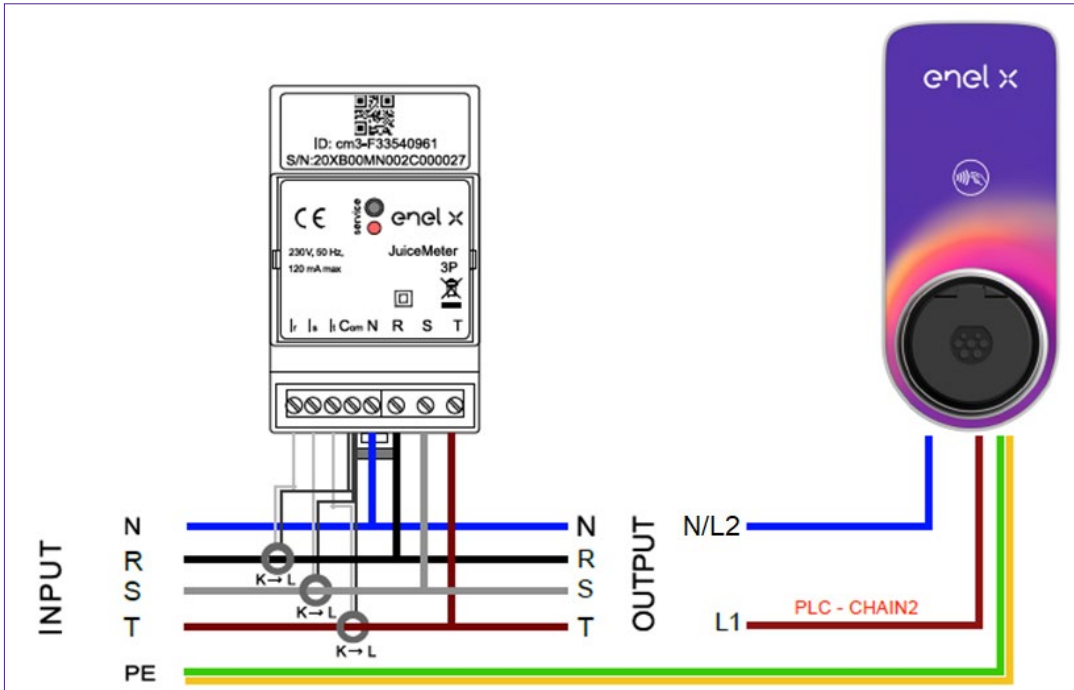 enel x
ID: cm3-F33540961
S/N:20XB00MN002C000027
CE
service
enel x
230V, 50 Hz,
120 mA max
JuiceMeter
3P
Ir Is It Com N R S T
INPUT
N
R
S
T
PE
K→L
K→L
K→L
N
R
S
T
OUTPUT
N/L2
L1
PLC - CHAIN2